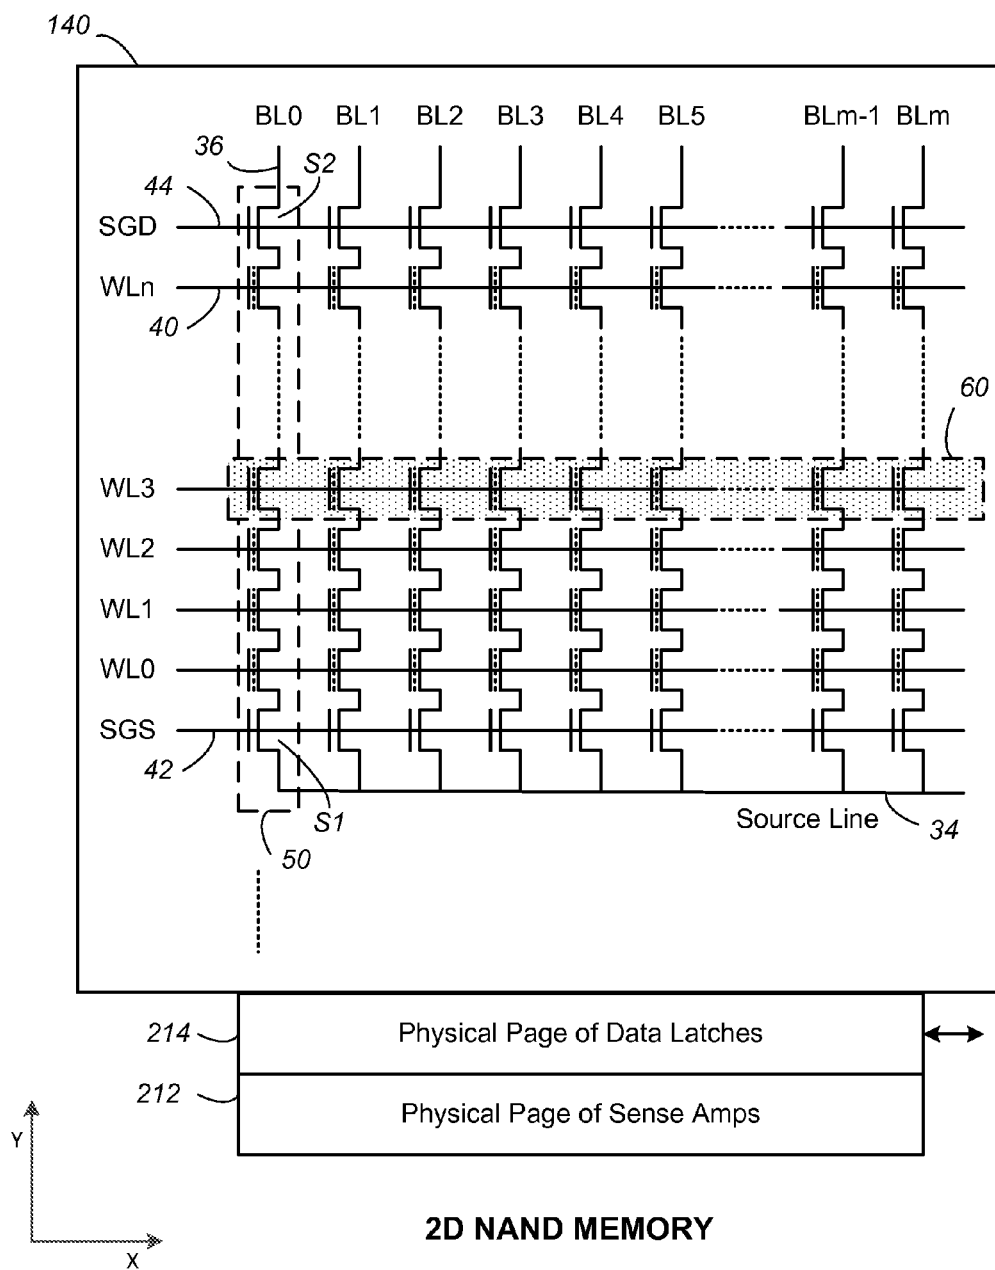 140
BL0 BL1 BL2 BL3 BL4 BL5 BLm-1 BLm
36
S2
44
SGD
WLn
40
60
WL3
WL2
WL1
WL0
SGS
42
S1
Source Line
34
50
214
Physical Page of Data Latches
212
Physical Page of Sense Amps
Y
X
2D NAND MEMORY